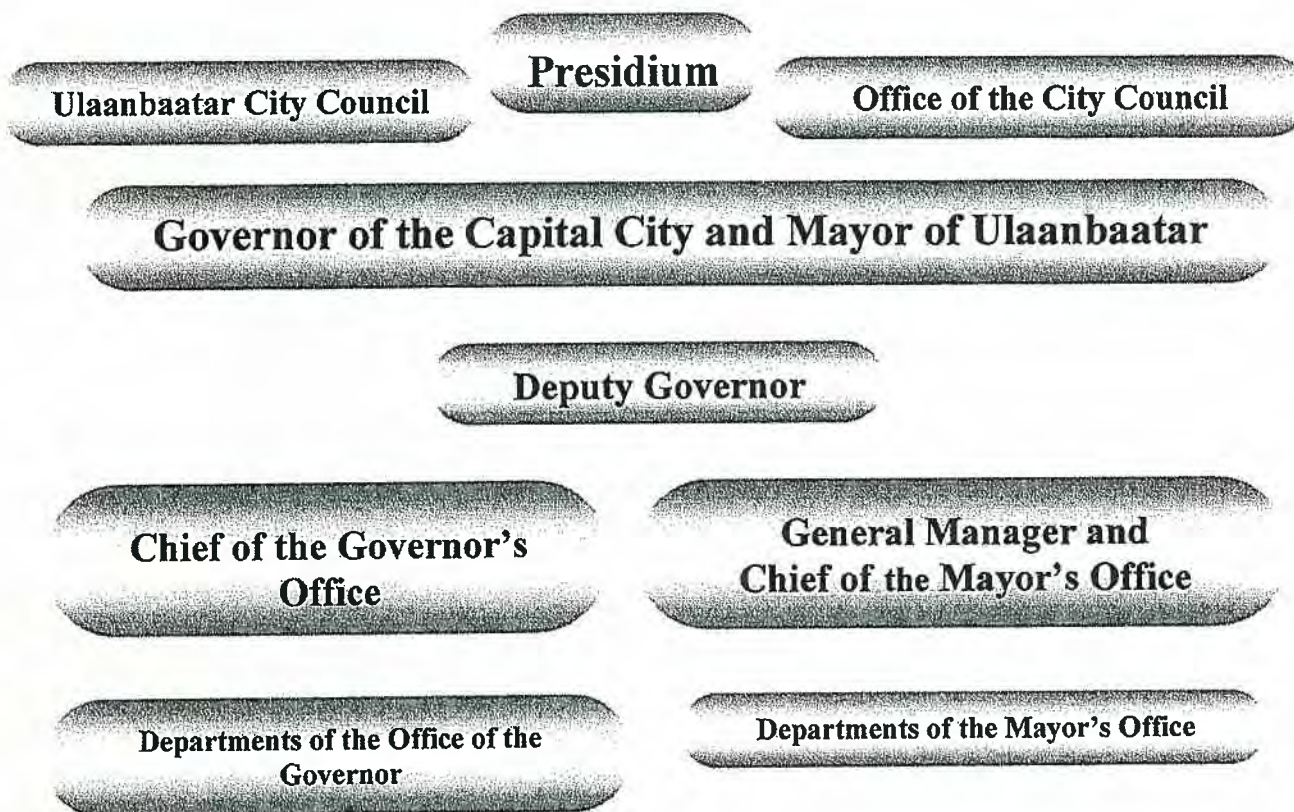 Presidium
Ulaanbaatar City Council
Office of the City Council
Governor of the Capital City and Mayor of Ulaanbaatar
Deputy Governor
Chief of the Governor's
Office
General Manager and
Chief of the Mayor's Office
Departments of the Office of the
Governor
Departments of the Mayor's Office